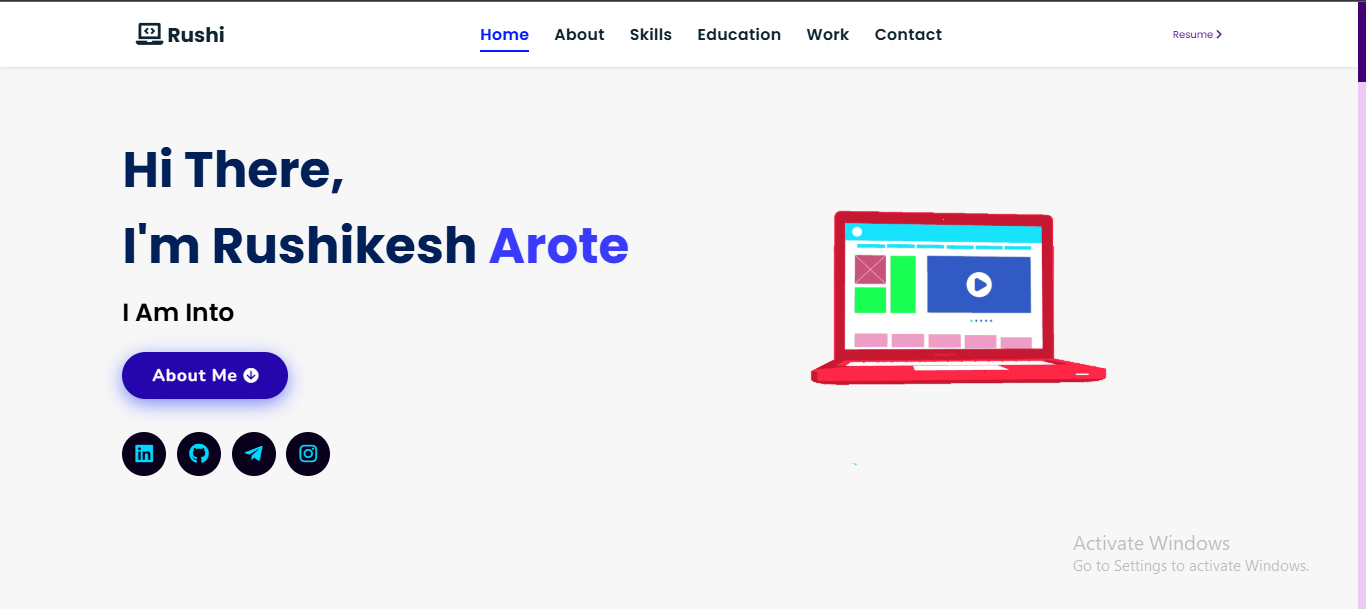 Rushi
Home About Skills Education Work Contact
Resume
Hi There,
I'm Rushikesh Arote
I Am Into
About Me
Activate Windows
Go to Settings to activate Windows.